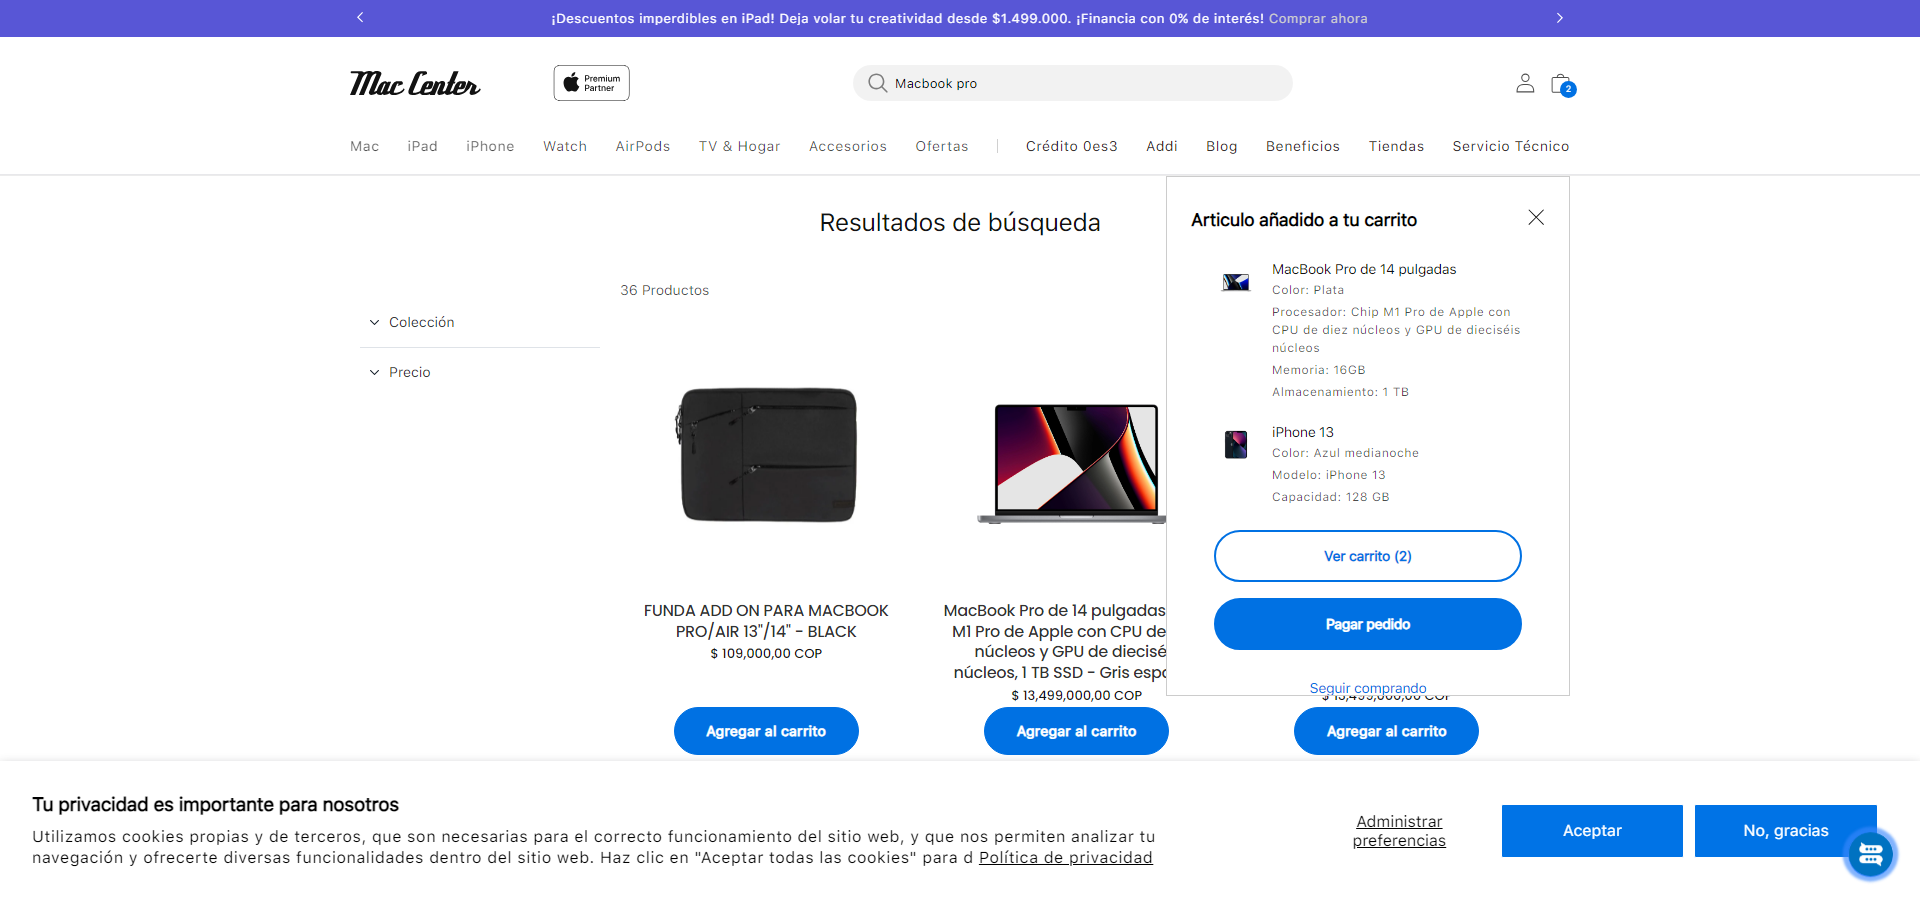 ¡Descuentos imperdibles en iPad! Deja volar tu creatividad desde $1.499.000. ¡Financia con 0% de interés! Comprar ahora
Mac Center
Premium
Partner
Macbook pro
2
Mac iPad iPhone Watch AirPods TV & Hogar Accesorios Ofertas Crédito 0es3 Addi Blog Beneficios Tiendas Servicio Técnico
Resultados de búsqueda
36 Productos
Colección
Precio
Articulo añadido a tu carrito
MacBook Pro de 14 pulgadas
Color: Plata
Procesador: Chip M1 Pro de Apple con
CPU de diez núcleos y GPU de dieciséis
núcleos
Memoria: 16GB
Almacenamiento: 1 TB
iPhone 13
Color: Azul medianoche
Modelo: iPhone 13
Capacidad: 128 GB
Ver carrito (2)
Pagar pedido
Seguir comprando
FUNDA ADD ON PARA MACBOOK
PRO/AIR 13"/14" - BLACK
$ 109,000,00 COP
Agregar al carrito
MacBook Pro de 14 pulgadas
M1 Pro de Apple con CPU de
núcleos y GPU de diecisé
núcleos, 1 TB SSD - Gris espa
$ 13,499,000,00 COP
Agregar al carrito
$ 13,499,000,00 COP
Agregar al carrito
Tu privacidad es importante para nosotros
Utilizamos cookies propias y de terceros, que son necesarias para el correcto funcionamiento del sitio web, y que nos permiten analizar tu
navegación y ofrecerte diversas funcionalidades dentro del sitio web. Haz clic en "Aceptar todas las cookies" para d Política de privacidad
Administrar
preferencias
Aceptar
No, gracias